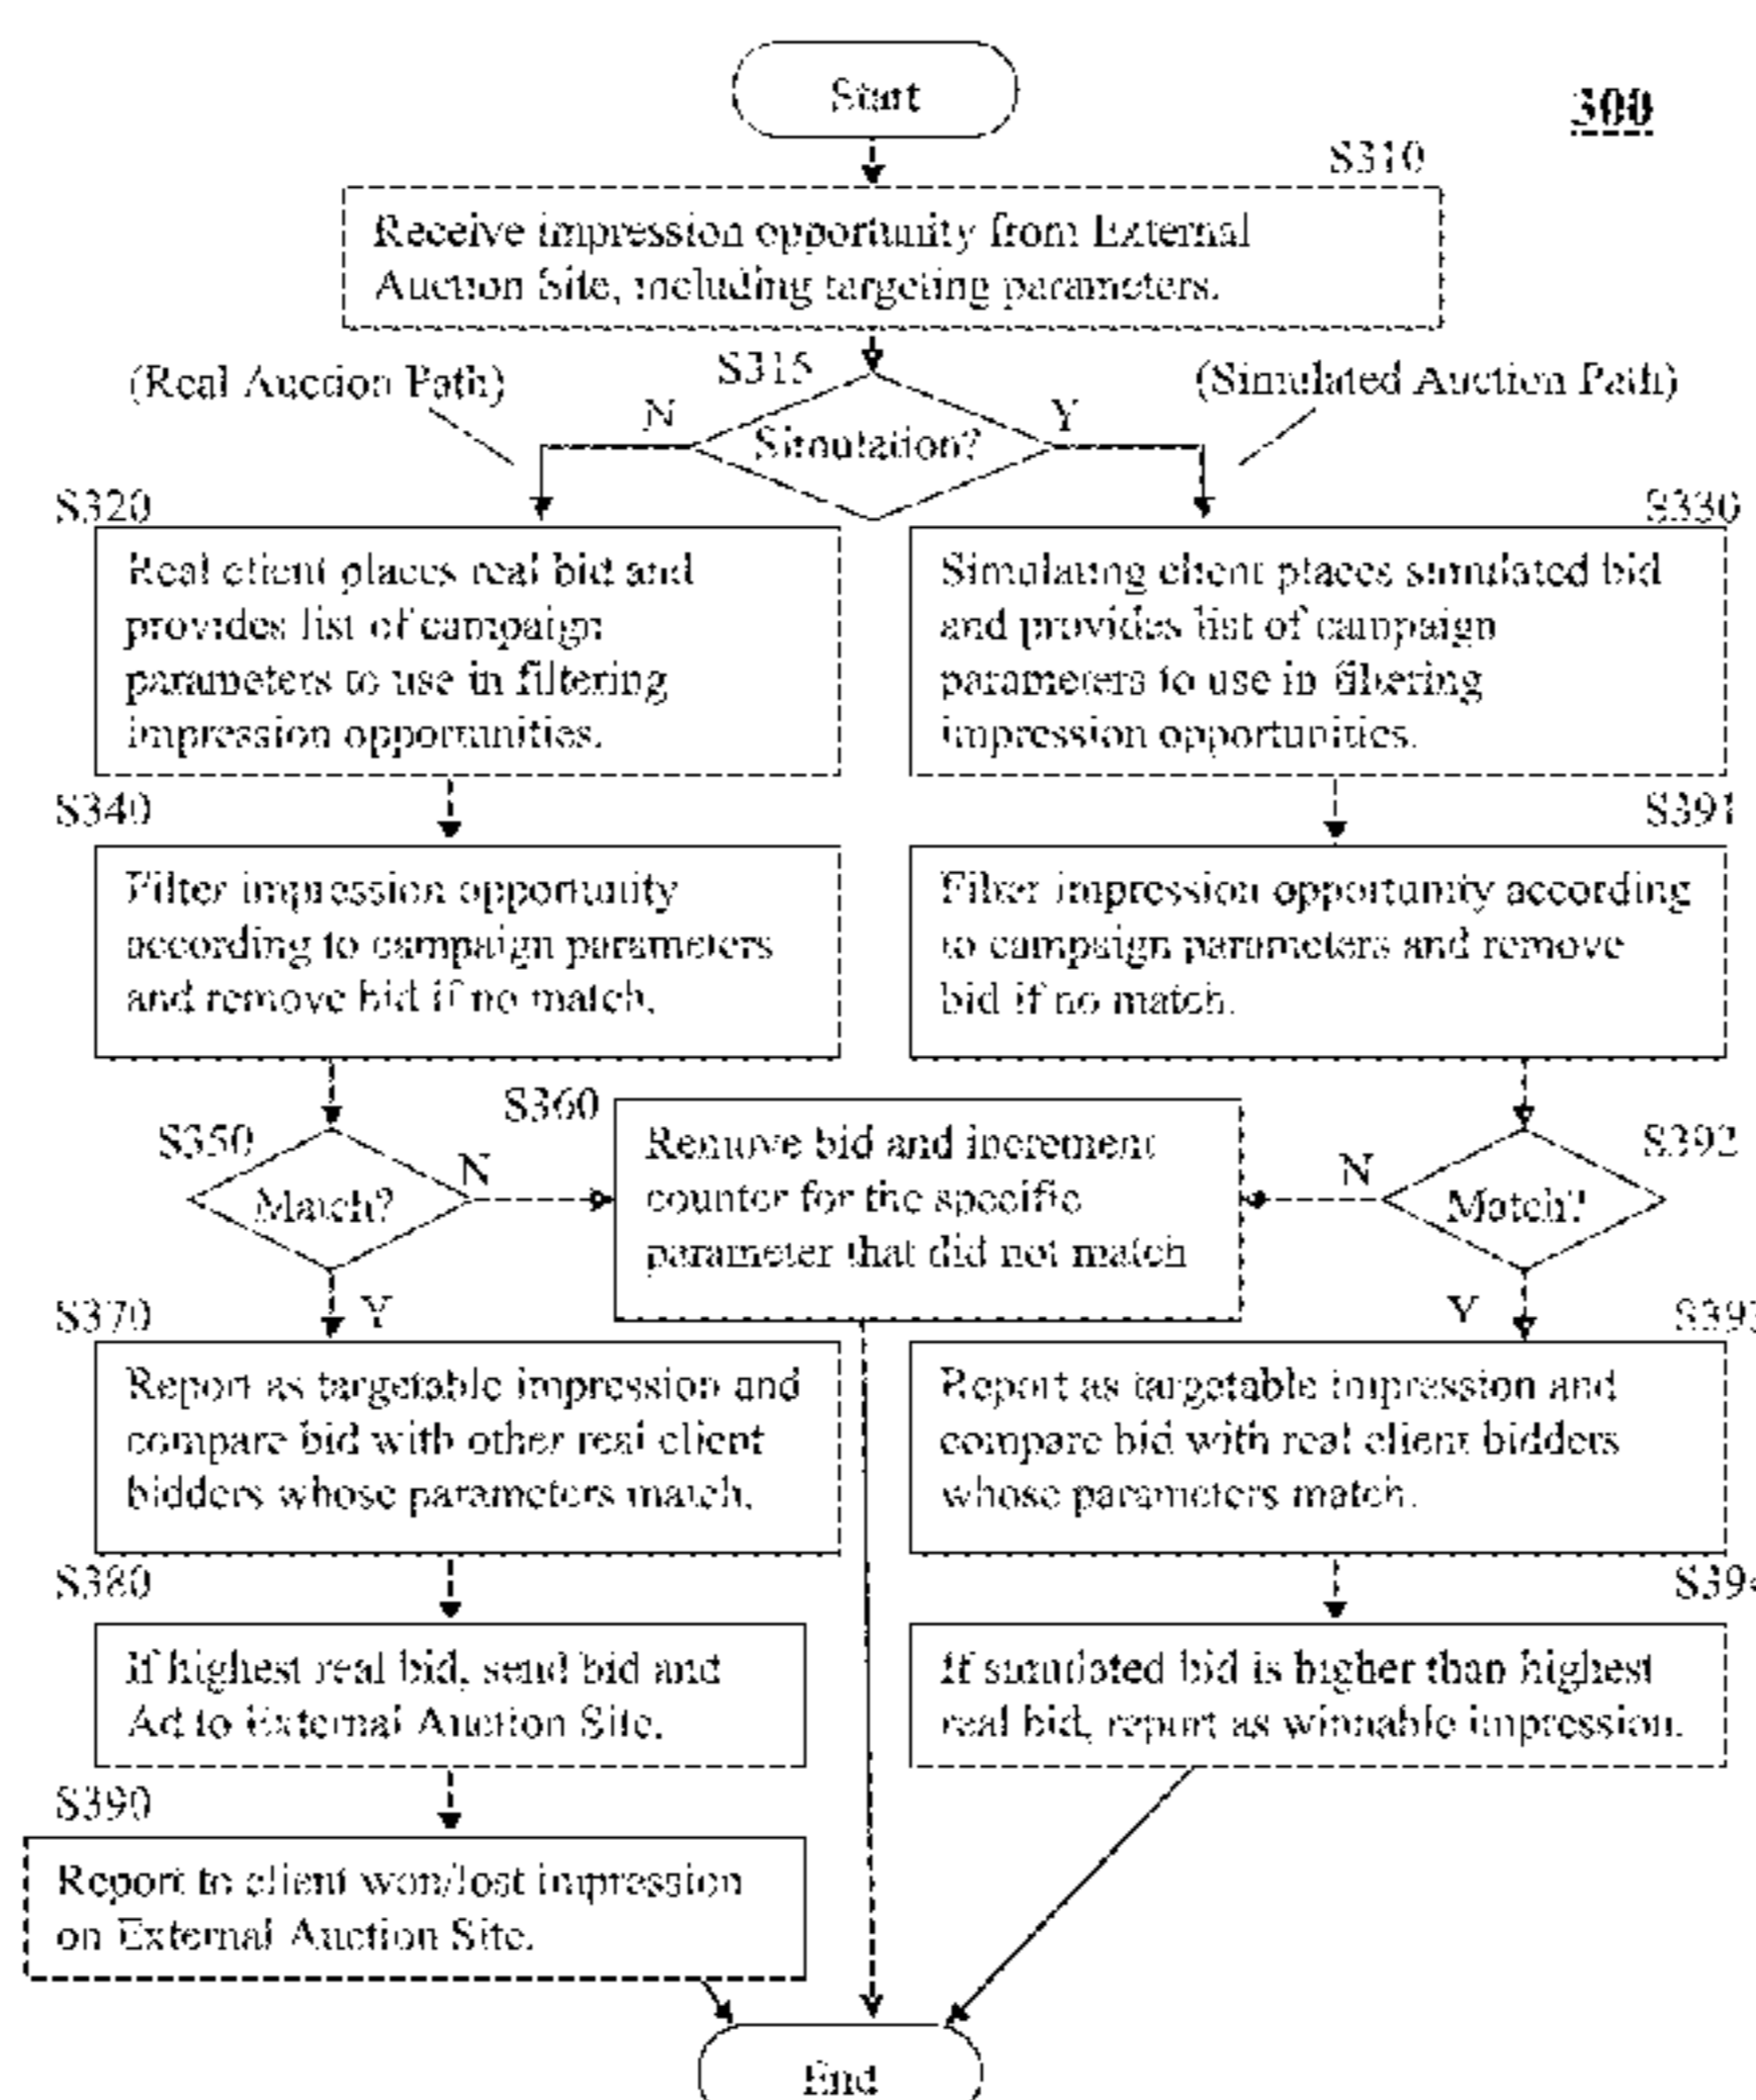 Start
300
S310
Receive impression opportunity from External
Auction Site, including targeting parameters.
S315
(Real Auction Path)
(Simulated Auction Path)
N
Y
Simulation?
S320
S330
Real client places real bid and
provides list of campaign
parameters to use in filtering
impression opportunities.
Simulating client places simulated bid
and provides list of campaign
parameters to use in filtering
impression opportunities.
S340
S391
Filter impression opportunity
according to campaign parameters
and remove bid if no match.
Filter impression opportunity according
to campaign parameters and remove
bid if no match.
S350
Match?
N
S360
Remove bid and increment
counter for the specific
parameter that did not match
N
S392
Match?
S370
Y
Y
S393
Report as targetable impression and
compare bid with other real client
bidders whose parameters match.
Report as targetable impression and
compare bid with real client bidders
whose parameters match.
S380
S394
If highest real bid, send bid and
Ad to External Auction Site.
If simulated bid is higher than highest
real bid, report as winnable impression.
S390
Report to client won/lost impression
on External Auction Site.
End